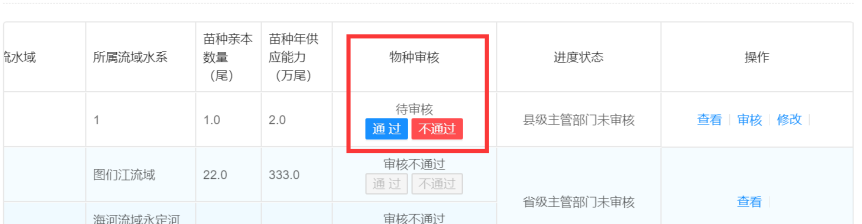 流水域
所属流域水系
苗种亲本
数量
（尾）
苗种年供
应能力
（万尾）
物种审核
进度状态
操作
1
1.0
2.0
待审核
通 过 不通过
县级主管部门未审核
查看 审核 修改
图们江流域
22.0
333.0
审核不通过
通 过 不通过
省级主管部门未审核
查看
海河流域永定河
审核不通过